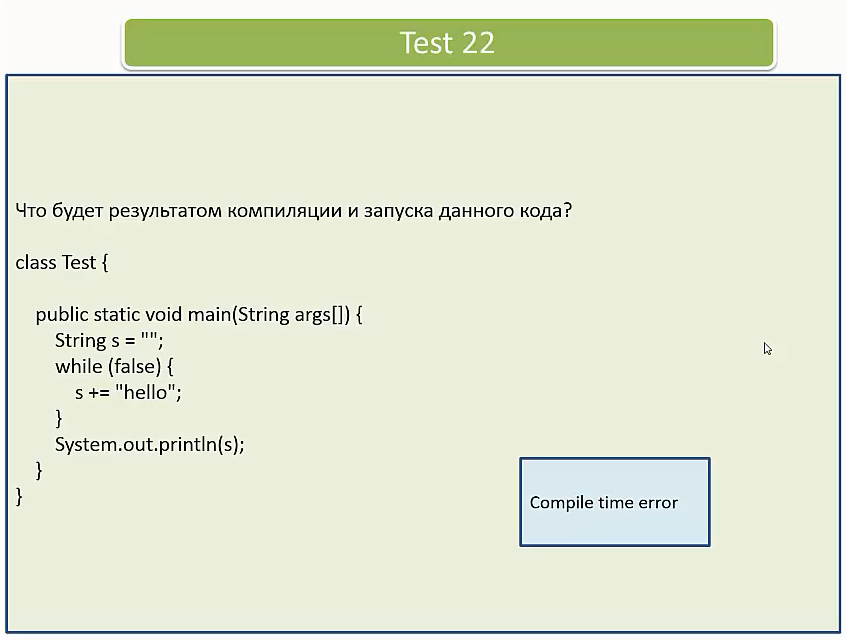 Test 22
Что будет результатом компиляции и запуска данного кода?
class Test {
public static void main(String args[]) {
String s = "";
while (false) {
s += "hello";
}
System.out.println(s);
}
}
Compile time error